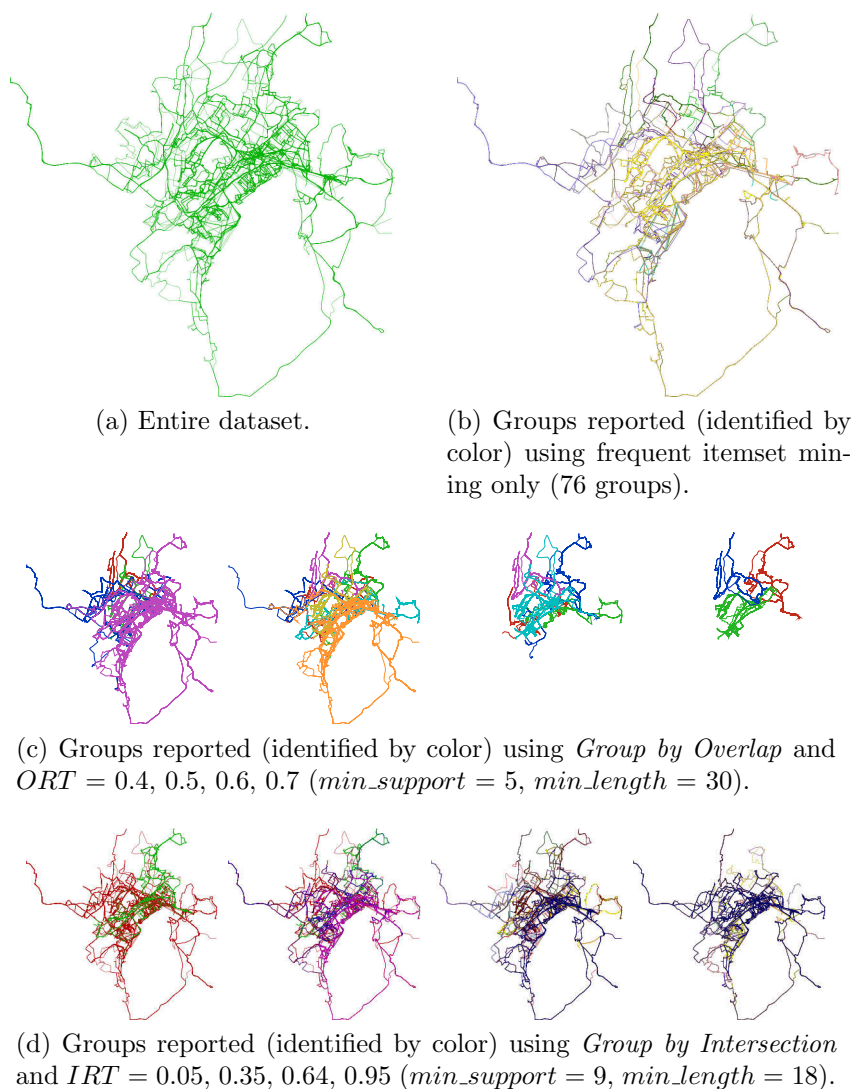 (a) Entire dataset.
(b) Groups reported (identified by
color) using frequent itemset min-
ing only (76 groups).
(c) Groups reported (identified by color) using Group by Overlap and
ORT = 0.4, 0.5, 0.6, 0.7 (min_support = 5, min_length = 30).
(d) Groups reported (identified by color) using Group by Intersection
and IRT = 0.05, 0.35, 0.64, 0.95 (min_support = 9, min_length = 18).